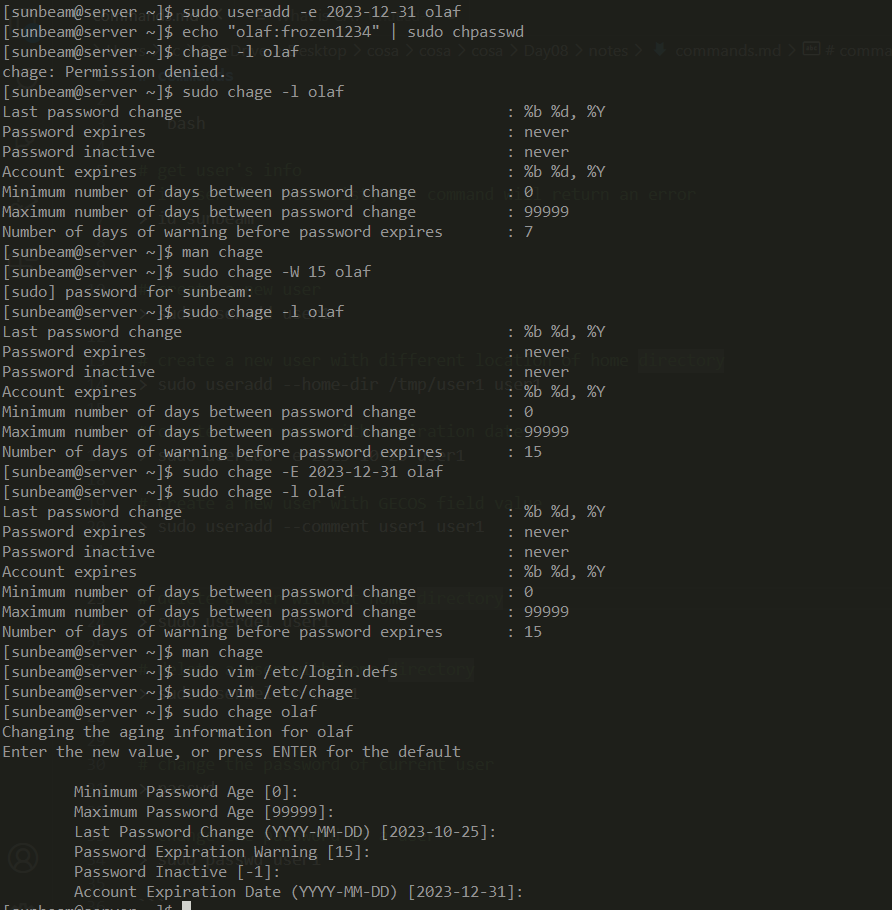 [sunbeam@server ~]$ sudo useradd -e 2023-12-31 olaf
[sunbeam@server ~]$ echo "olaf:frozen1234" | sudo chpasswd
[sunbeam@server ~]$ chage -l olaf
chage: Permission denied.
[sunbeam@server ~]$ sudo chage -l olaf
Last password change : %b %d, %Y
Password expires : never
Password inactive : never
Account expires : %b %d, %Y
Minimum number of days between password change : 0
Maximum number of days between password change : 99999
Number of days of warning before password expires : 7
[sunbeam@server ~]$ man chage
[sunbeam@server ~]$ sudo chage -W 15 olaf
[sudo] password for sunbeam:
[sunbeam@server ~]$ sudo chage -l olaf
Last password change : %b %d, %Y
Password expires : never
Password inactive : never
Account expires : %b %d, %Y
Minimum number of days between password change : 0
Maximum number of days between password change : 99999
Number of days of warning before password expires : 15
[sunbeam@server ~]$ sudo chage -E 2023-12-31 olaf
[sunbeam@server ~]$ sudo chage -l olaf
Last password change : %b %d, %Y
Password expires : never
Password inactive : never
Account expires : %b %d, %Y
Minimum number of days between password change : 0
Maximum number of days between password change : 99999
Number of days of warning before password expires : 15
[sunbeam@server ~]$ man chage
[sunbeam@server ~]$ sudo vim /etc/login.defs
[sunbeam@server ~]$ sudo vim /etc/chage
[sunbeam@server ~]$ sudo chage olaf
Changing the aging information for olaf
Enter the new value, or press ENTER for the default
Minimum Password Age [0]:
Maximum Password Age [99999]:
Last Password Change (YYYY-MM-DD) [2023-10-25]:
Password Expiration Warning [15]:
Password Inactive [-1]:
Account Expiration Date (YYYY-MM-DD) [2023-12-31]:
[sunbeam@server ~]$